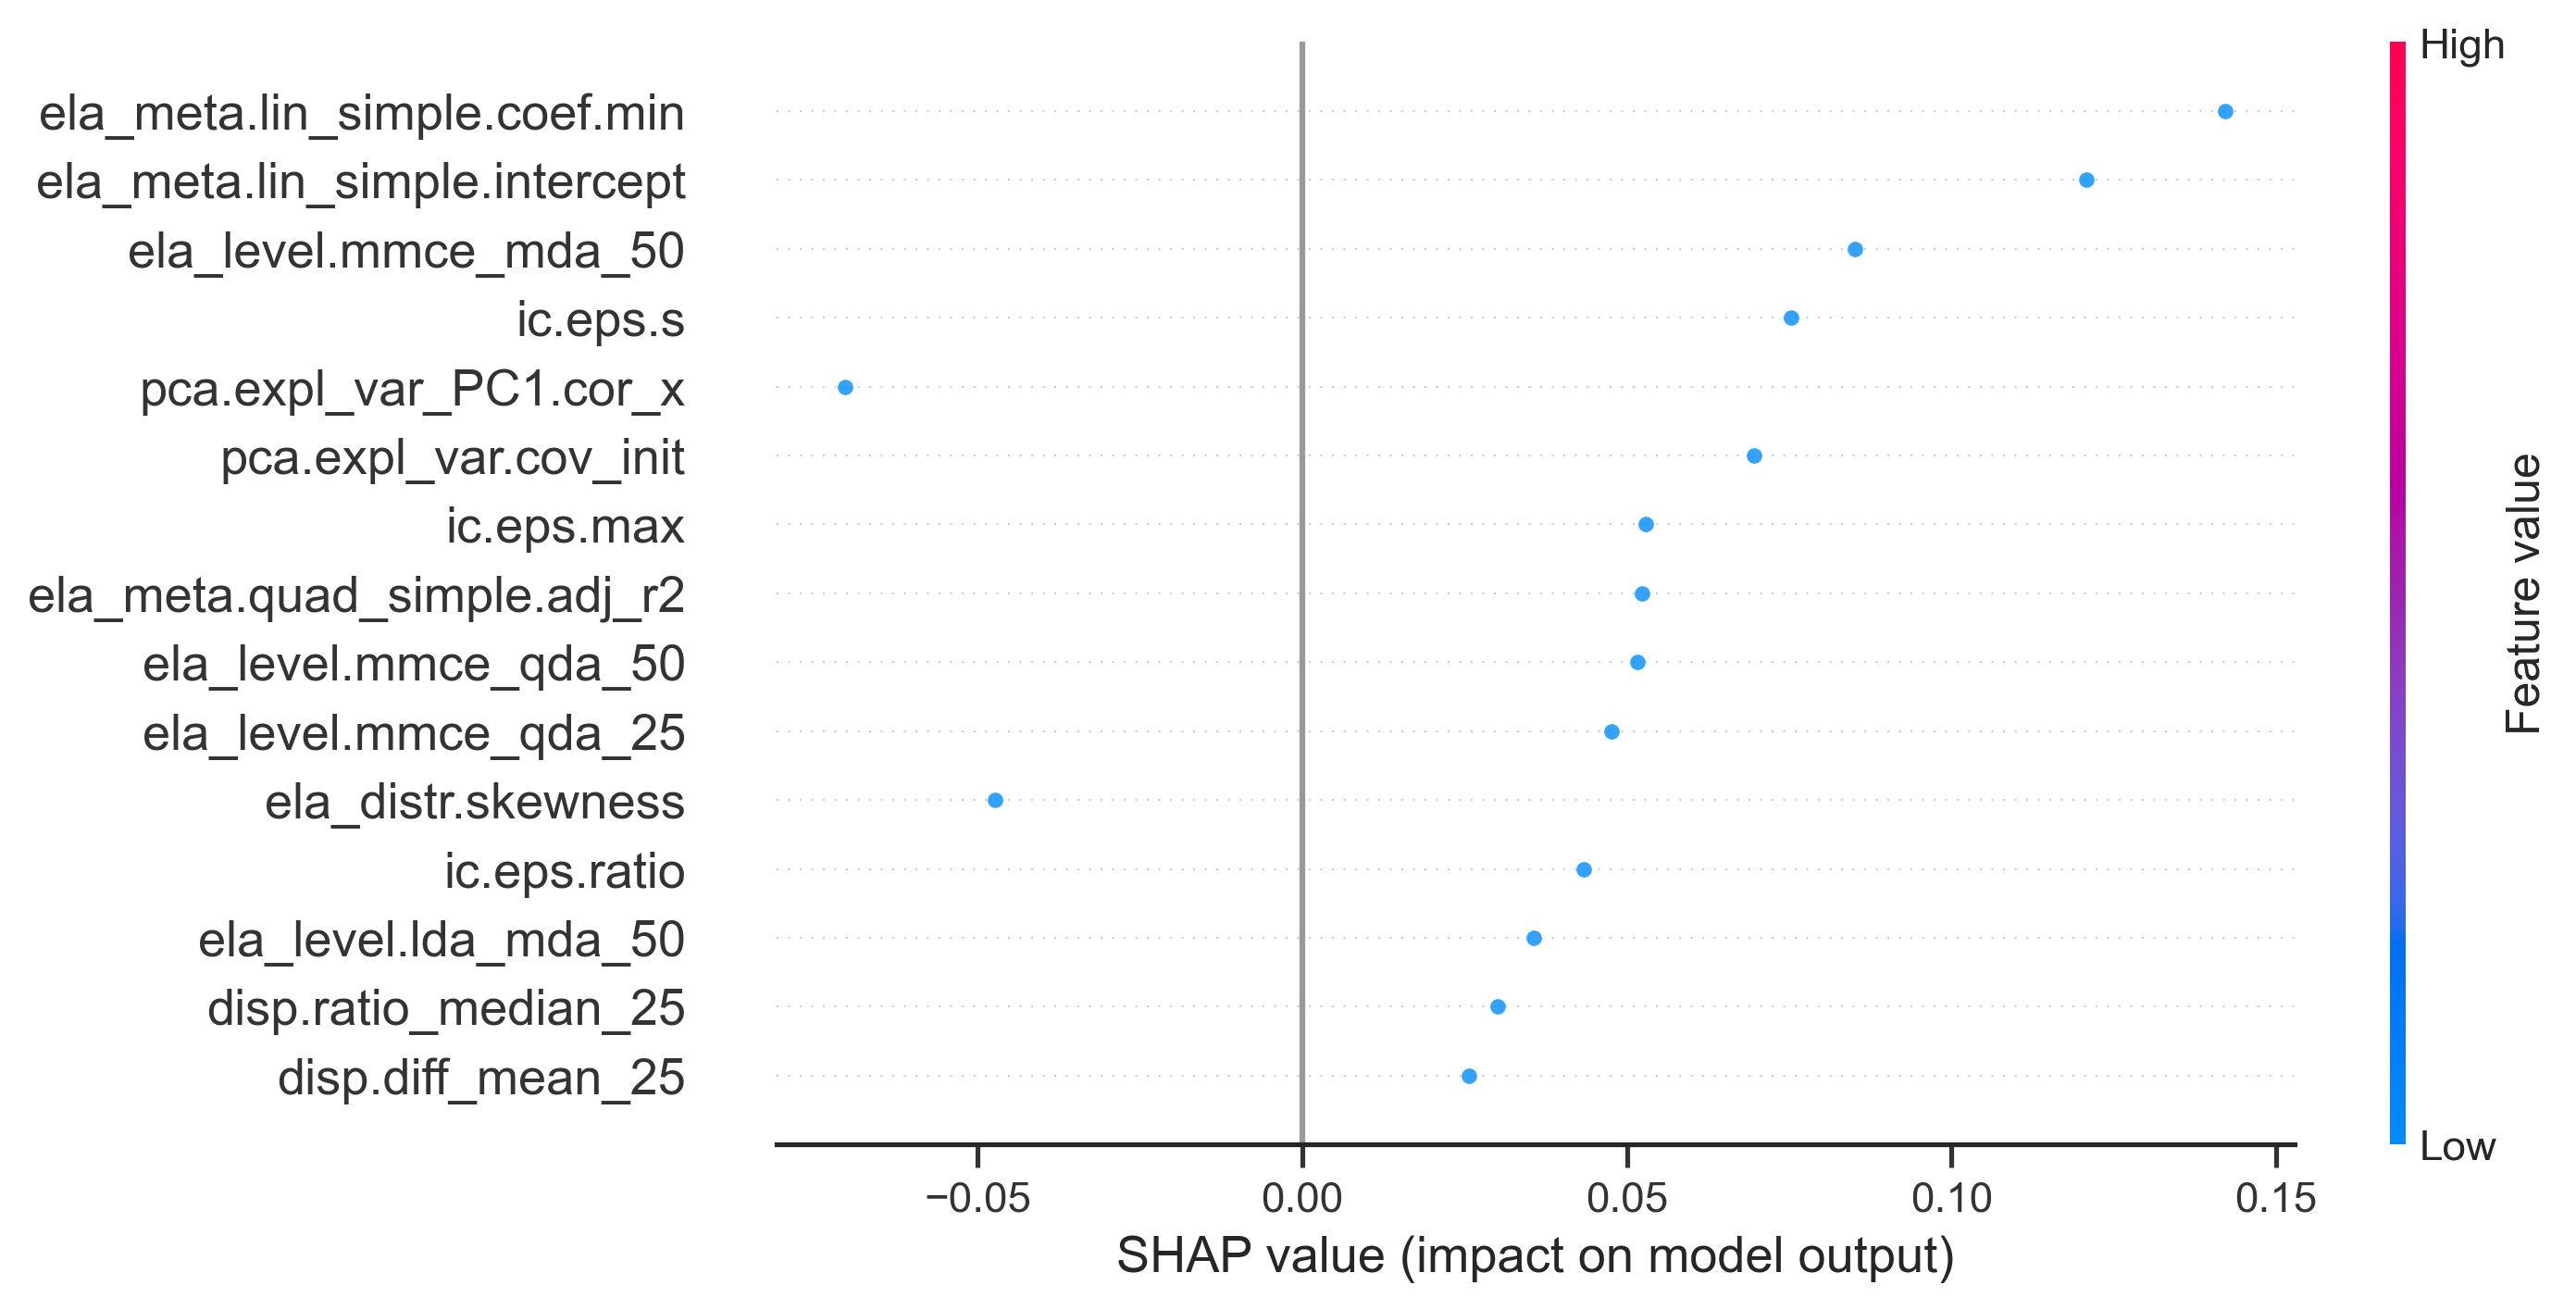 High
ela_meta.lin_simple.coef.min
ela_meta.lin_simple.intercept
ela_level.mmce_mda_50
ic.eps.s
pca.expl_var_PC1.cor_x
pca.expl_var.cov_init
ic.eps.max
ela_meta.quad_simple.adj_r2
ela_level.mmce_qda_50
ela_level.mmce_qda_25
ela_distr.skewness
ic.eps.ratio
ela_level.lda_mda_50
disp.ratio_median_25
disp.diff_mean_25
Feature value
Low
−0.05 0.00 0.05 0.10 0.15
SHAP value (impact on model output)